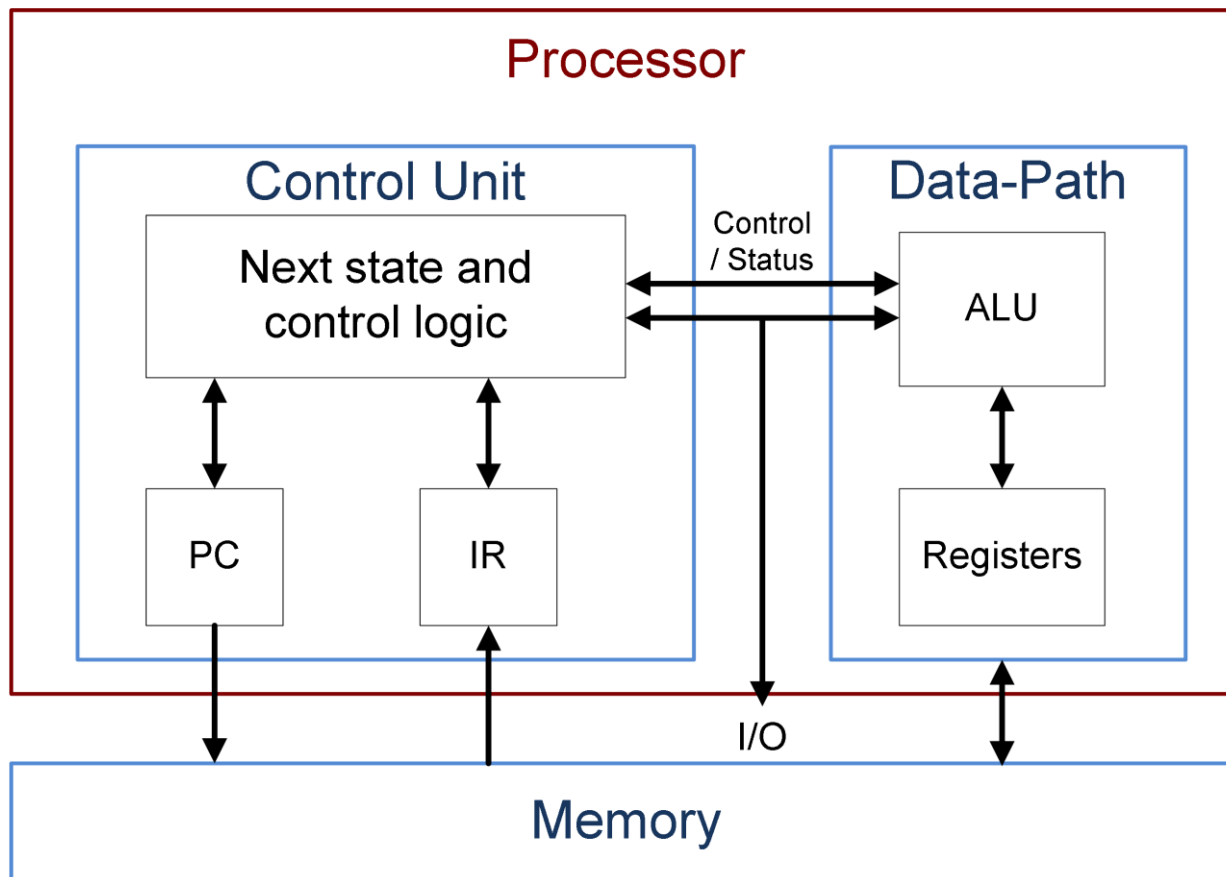 Processor
Control Unit
Data-Path
Next state and
control logic
Control
/ Status
ALU
PC
IR
Registers
I/O
Memory